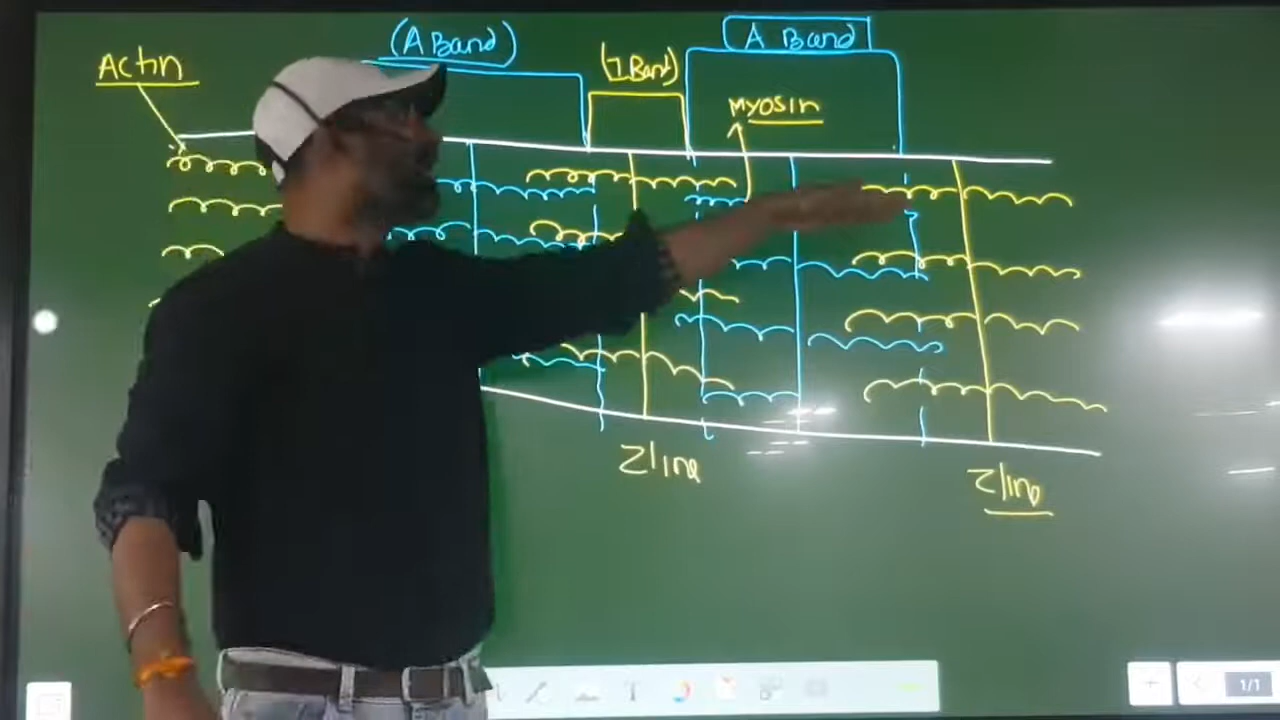 (A Band)
A Band
Actin
(I Band)
Myosin
Z line
Z line
1/1